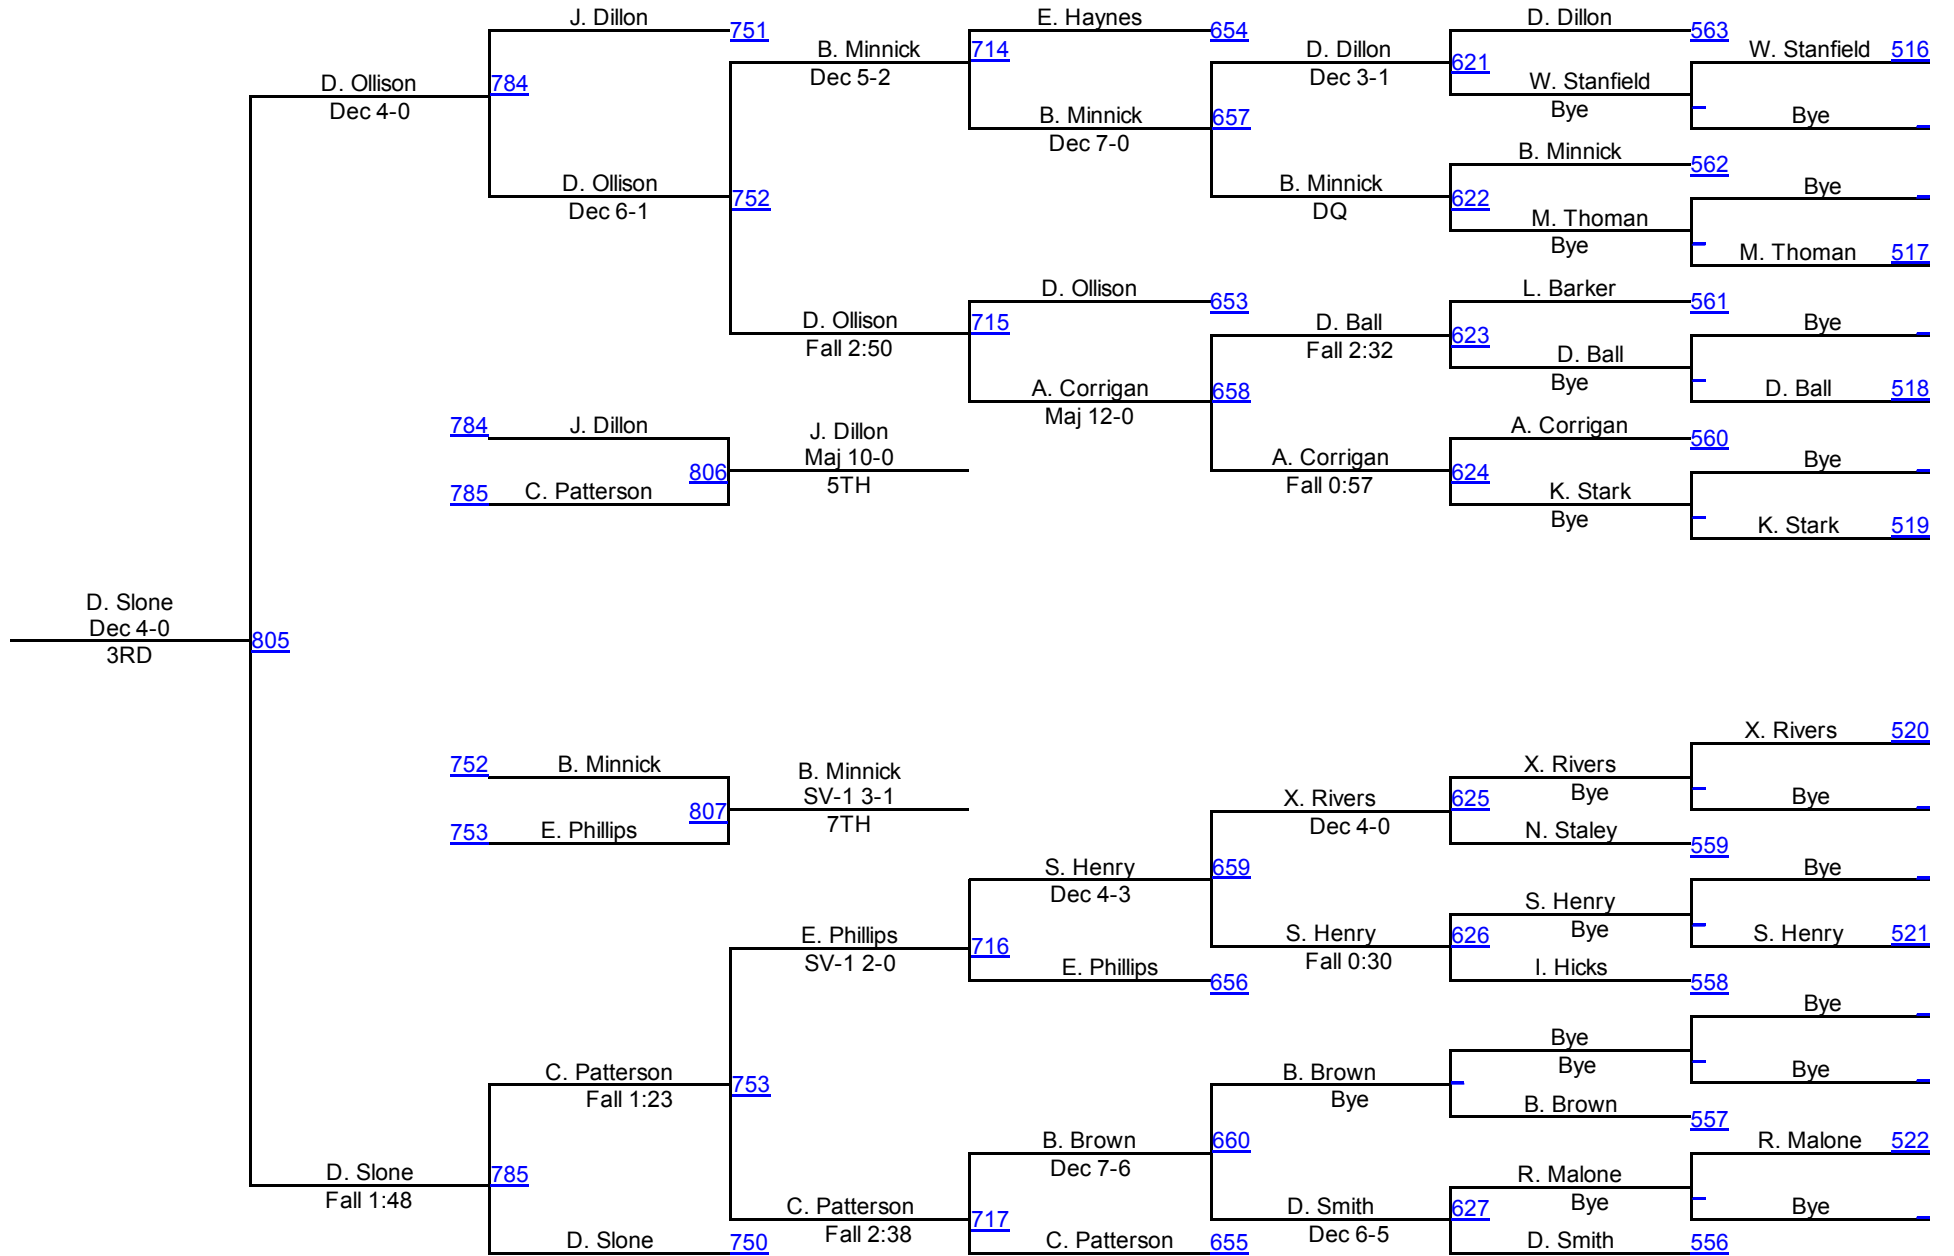 J. Dillon
751
E. Haynes
654
D. Dillon
563
B. Minnick
714
D. Dillon
W. Stanfield
516
D. Ollison
784
Dec 5-2
Dec 3-1
621
W. Stanfield
Dec 4-0
B. Minnick
657
Bye
Bye
Dec 7-0
B. Minnick
562
D. Ollison
752
B. Minnick
622
Bye
Dec 6-1
DQ
M. Thoman
Bye
M. Thoman
517
D. Ollison
653
L. Barker
561
D. Ollison
715
D. Ball
623
Bye
Fall 2:50
Fall 2:32
D. Ball
Bye
A. Corrigan
658
D. Ball
518
Maj 12-0
784
J. Dillon
J. Dillon
A. Corrigan
560
Maj 10-0
A. Corrigan
Bye
806
5TH
Fall 0:57
624
785
C. Patterson
K. Stark
Bye
K. Stark
519
D. Slone
Dec 4-0
805
3RD
X. Rivers
520
752
B. Minnick
B. Minnick
X. Rivers
SV-1 3-1
X. Rivers
625
Bye
Bye
807
7TH
Dec 4-0
753
E. Phillips
N. Staley
559
S. Henry
659
Bye
Dec 4-3
S. Henry
E. Phillips
716
S. Henry
626
Bye
S. Henry
521
SV-1 2-0
E. Phillips
656
Fall 0:30
I. Hicks
558
Bye
Bye
C. Patterson
753
B. Brown
Bye
Bye
Fall 1:23
Bye
B. Brown
557
B. Brown
660
R. Malone
522
D. Slone
785
Dec 7-6
R. Malone
Fall 1:48
C. Patterson
717
D. Smith
627
Bye
Bye
D. Slone
750
Fall 2:38
C. Patterson
655
Dec 6-5
D. Smith
556